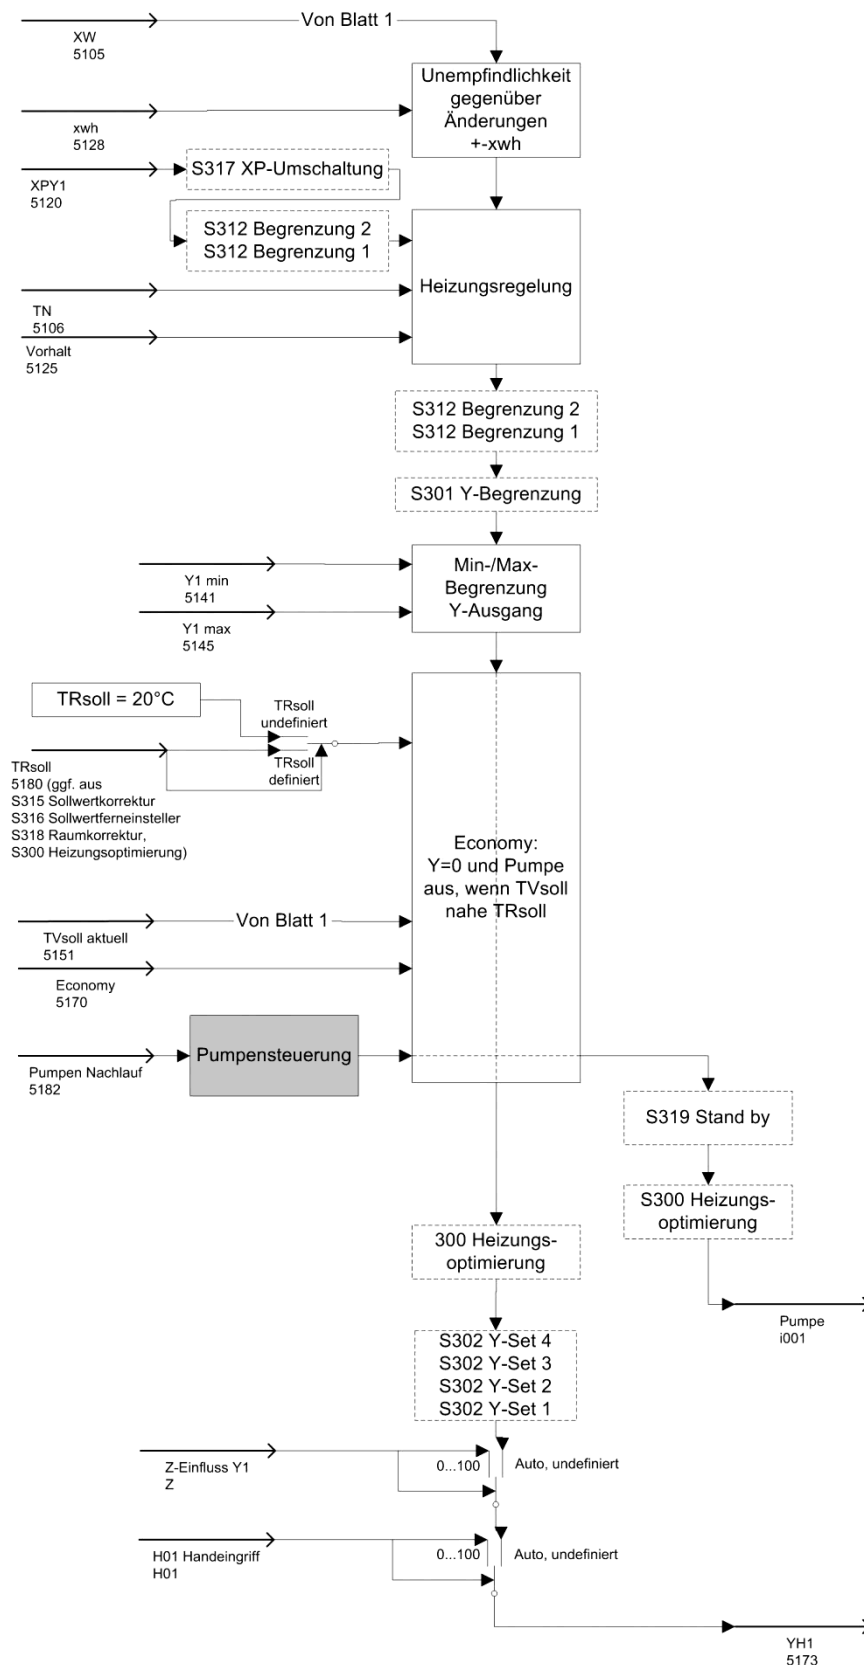 Von Blatt 1
XW
5105
Unempfindlichkeit
gegenüber
Änderungen
+-xwh
xwh
5128
S317 XP-Umschaltung
XPY1
5120
S312 Begrenzung 2
S312 Begrenzung 1
Heizungsregelung
TN
5106
Vorhalt
5125
S312 Begrenzung 2
S312 Begrenzung 1
S301 Y-Begrenzung
Min-/Max-
Begrenzung
Y-Ausgang
Y1 min
5141
Y1 max
5145
TRsoll = 20°C
TRsoll
undefiniert
TRsoll
definiert
TRsoll
5180 (ggf. aus
S315 Sollwertkorrektur
S316 Sollwertferneinsteller
S318 Raumkorrektur,
S300 Heizungsoptimierung)
Economy:
Y=0 und Pumpe
aus, wenn TVsoll
nahe TRsoll
Von Blatt 1
TVsoll aktuell
5151
Economy
5170
Pumpensteuerung
Pumpen Nachlauf
5182
S319 Stand by
S300 Heizungs-
optimierung
300 Heizungs-
optimierung
Pumpe
i001
S302 Y-Set 4
S302 Y-Set 3
S302 Y-Set 2
S302 Y-Set 1
Z-Einfluss Y1
Z
0...100
Auto, undefiniert
H01 Handeingriff
H01
0...100
Auto, undefiniert
YH1
5173